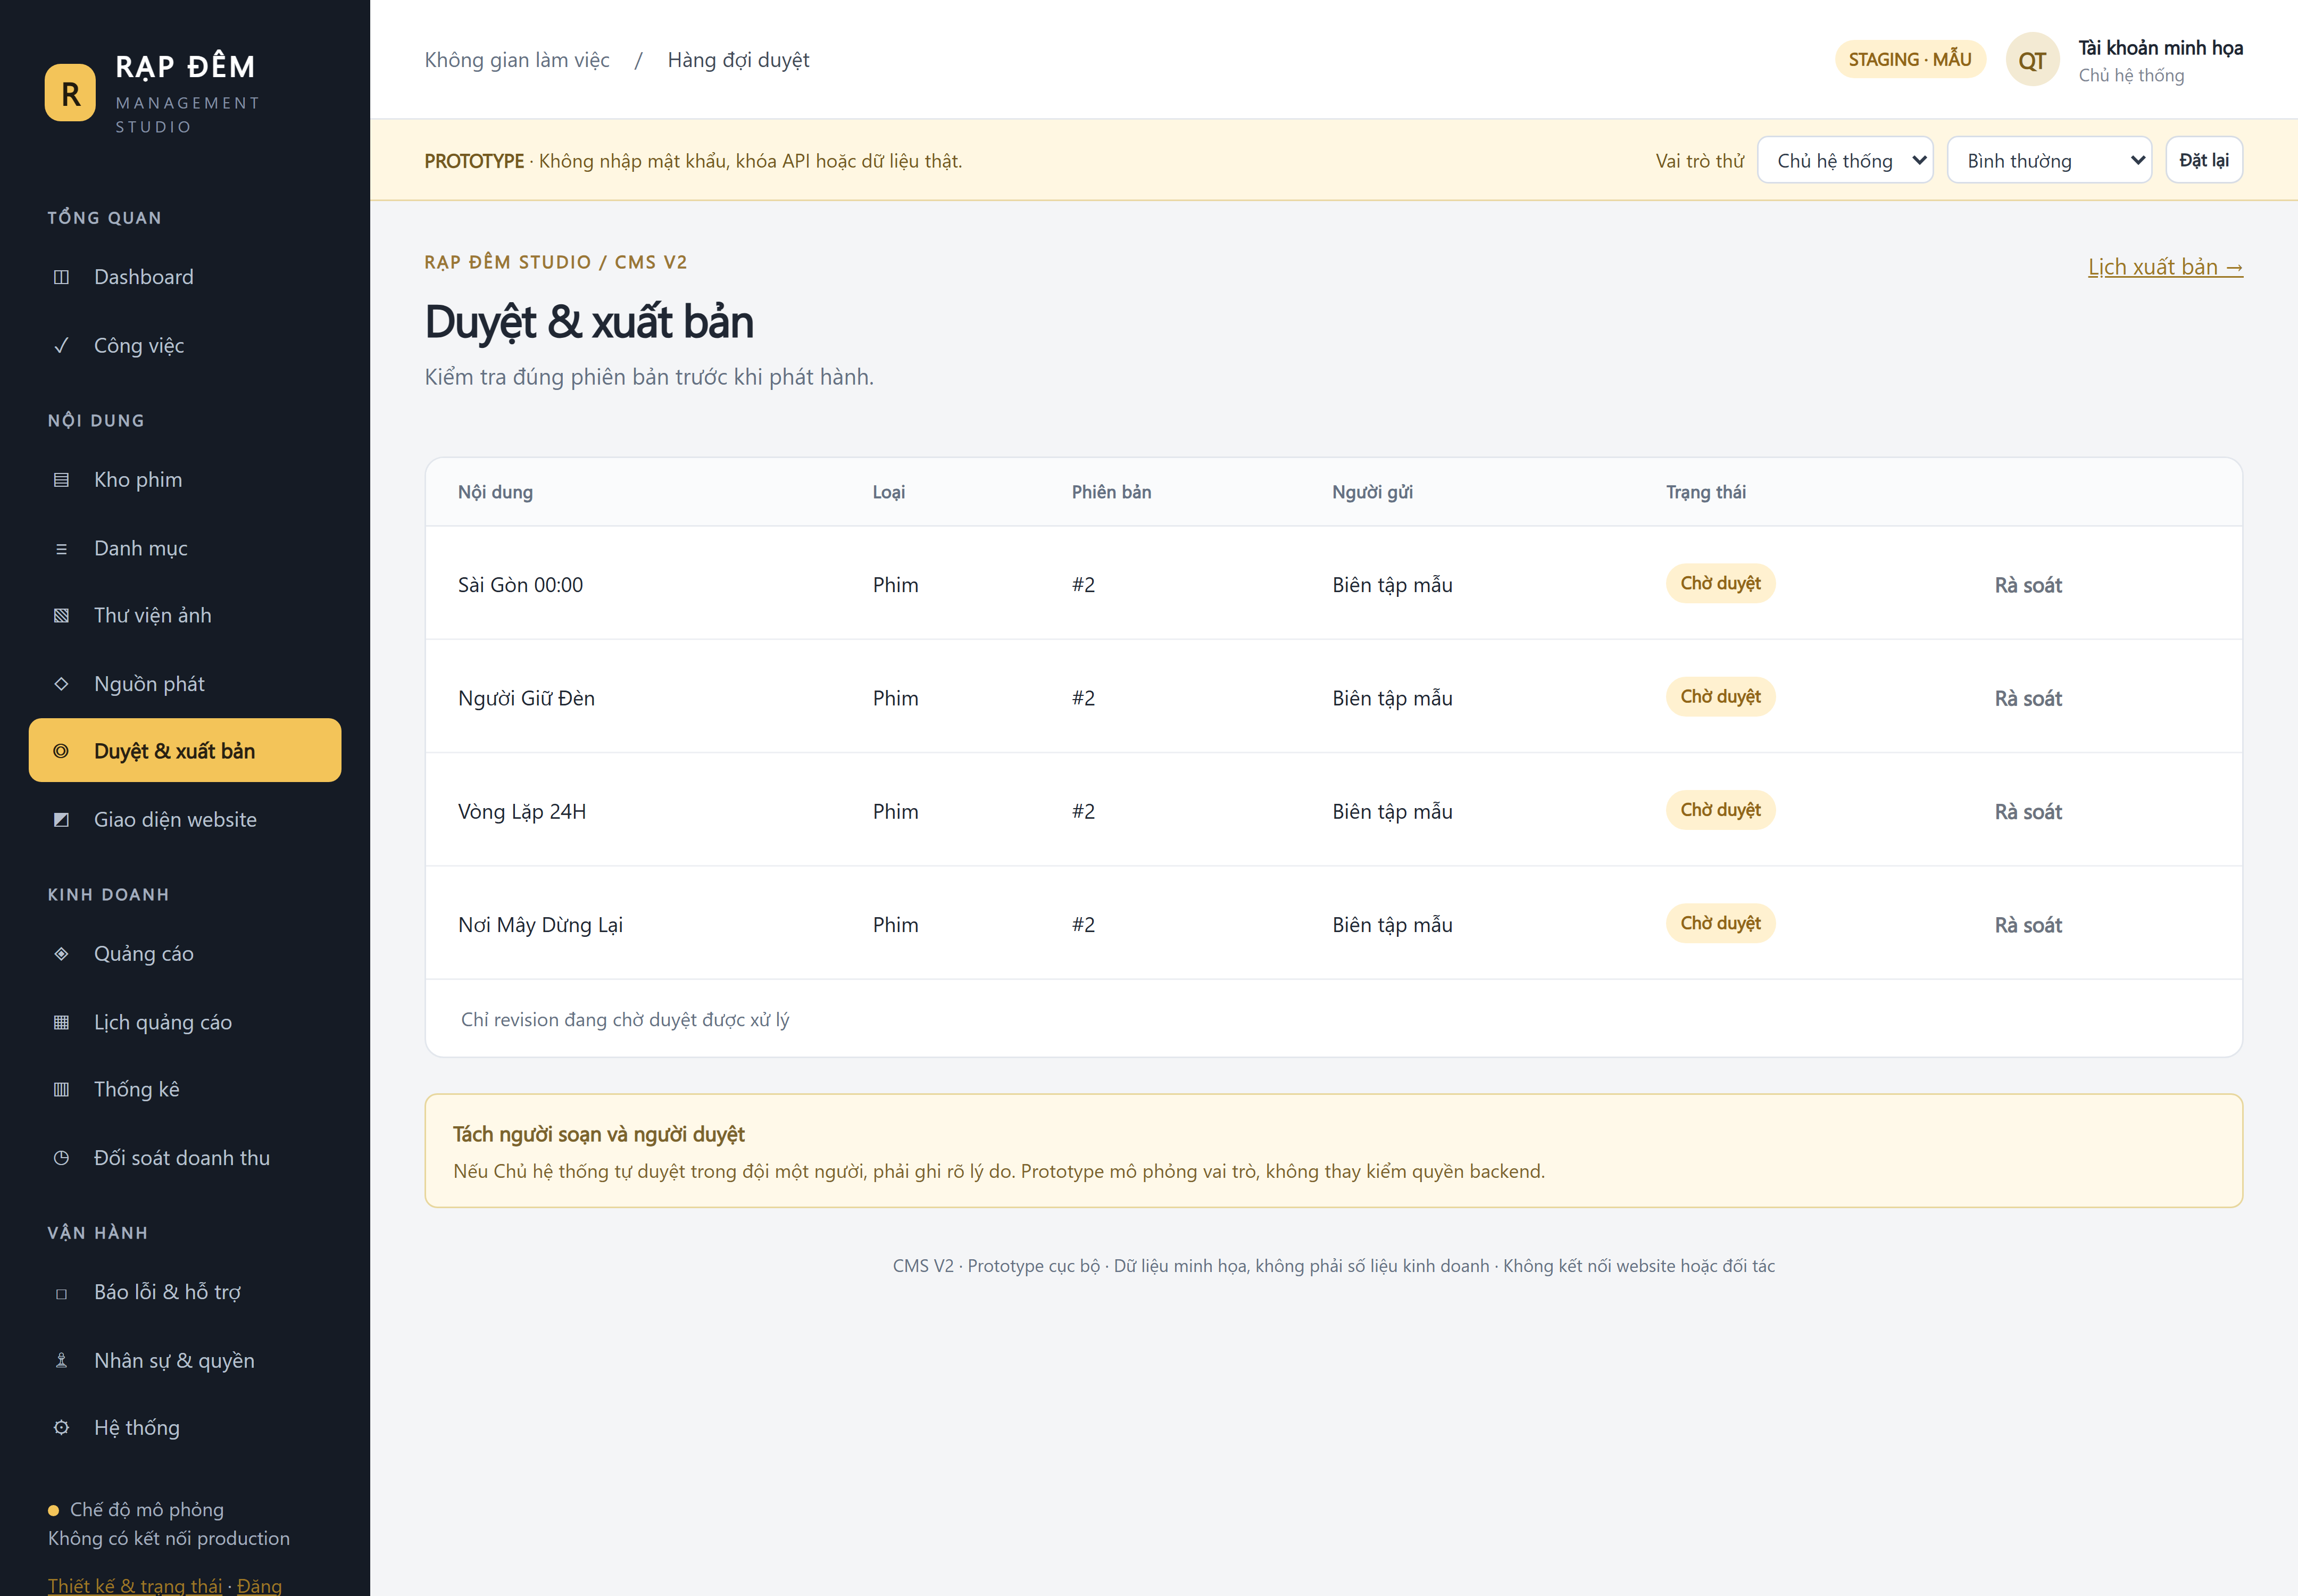 R
RẠP ĐÊM
MANAGEMENT
STUDIO
TỔNG QUAN
Dashboard
Công việc
NỘI DUNG
Kho phim
Danh mục
Thư viện ảnh
Nguồn phát
Duyệt & xuất bản
Giao diện website
KINH DOANH
Quảng cáo
Lịch quảng cáo
Thống kê
Đối soát doanh thu
VẬN HÀNH
Báo lỗi & hỗ trợ
Nhân sự & quyền
Hệ thống
Chế độ mô phỏng
Không có kết nối production
Thiết kế & trạng thái · Đăng
Không gian làm việc / Hàng đợi duyệt
STAGING · MẪU
QT
Tài khoản minh họa
Chủ hệ thống
PROTOTYPE · Không nhập mật khẩu, khóa API hoặc dữ liệu thật.
Vai trò thử Chủ hệ thống Bình thường Đặt lại
RẠP ĐÊM STUDIO / CMS V2
Lịch xuất bản →
Duyệt & xuất bản
Kiểm tra đúng phiên bản trước khi phát hành.
Nội dung Loại Phiên bản Người gửi Trạng thái
Sài Gòn 00:00 Phim #2 Biên tập mẫu Chờ duyệt Rà soát
Người Giữ Đèn Phim #2 Biên tập mẫu Chờ duyệt Rà soát
Vòng Lặp 24H Phim #2 Biên tập mẫu Chờ duyệt Rà soát
Nơi Mây Dừng Lại Phim #2 Biên tập mẫu Chờ duyệt Rà soát
Chỉ revision đang chờ duyệt được xử lý
Tách người soạn và người duyệt
Nếu Chủ hệ thống tự duyệt trong đội một người, phải ghi rõ lý do. Prototype mô phỏng vai trò, không thay kiểm quyền backend.
CMS V2 · Prototype cục bộ · Dữ liệu minh họa, không phải số liệu kinh doanh · Không kết nối website hoặc đối tác